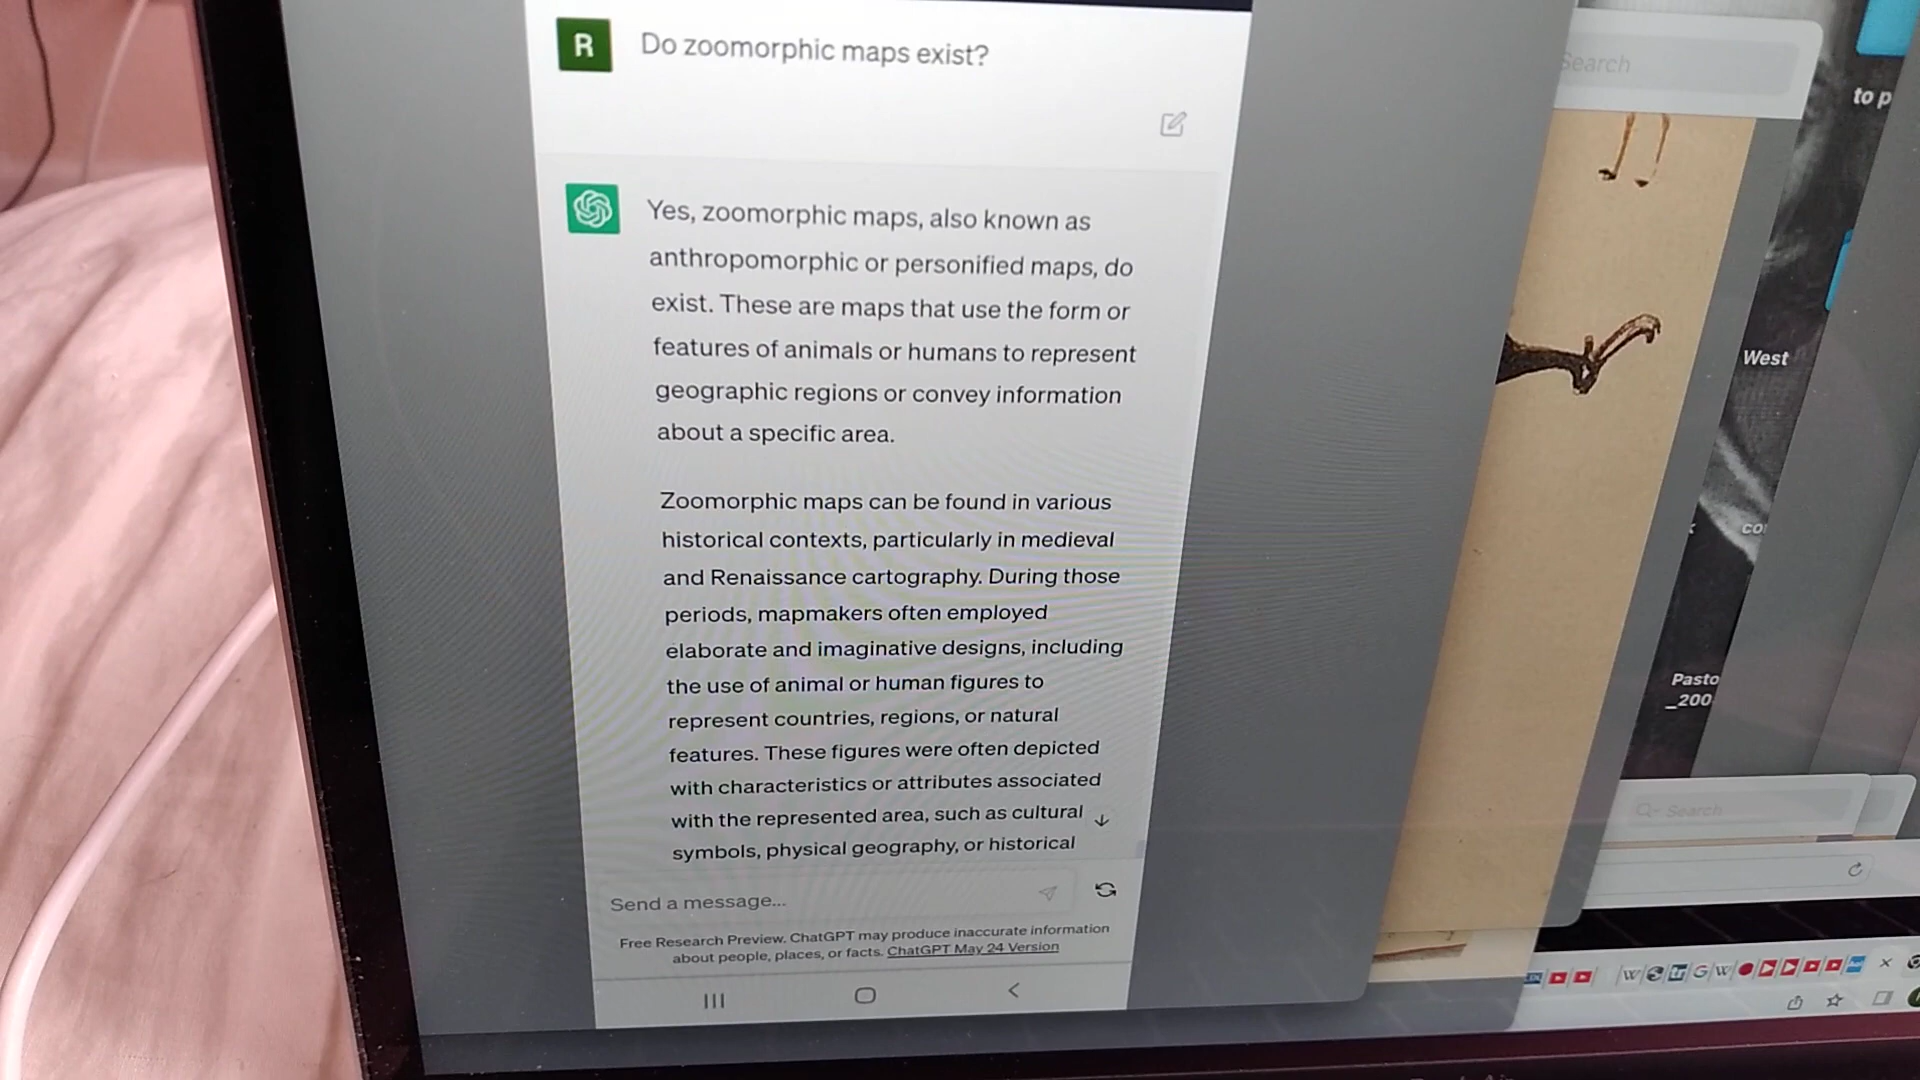 R
Do zoomorphic maps exist?
Yes, zoomorphic maps, also known as
anthropomorphic or personified maps, do
exist. These are maps that use the form or
features of animals or humans to represent
geographic regions or convey information
about a specific area.
Zoomorphic maps can be found in various
historical contexts, particularly in medieval
and Renaissance cartography. During those
periods, mapmakers often employed
elaborate and imaginative designs, including
the use of animal or human figures to
represent countries, regions, or natural
features. These figures were often depicted
with characteristics or attributes associated
with the represented area, such as cultural
symbols, physical geography, or historical
Send a message...
Free Research Preview. ChatGPT may produce inaccurate information
about people, places, or facts. ChatGPT May 24 Version
Search
to p
West
co
Pasto
_200
Search